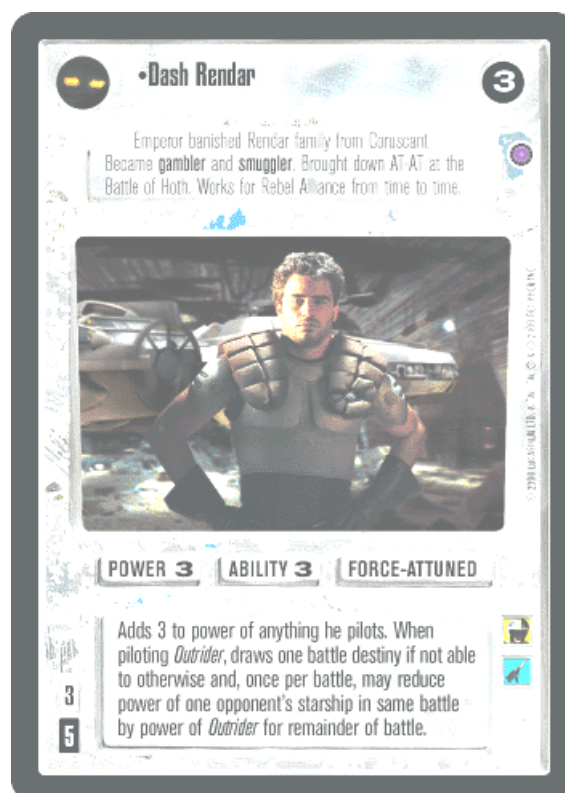 •Dash Rendar
3
Emperor banished Rendar family from Coruscant
Became gambler and smuggler. Brought down AT-AT at the
Battle of Hoth. Works for Rebel Alliance from time to time.
POWER 3
ABILITY 3
FORCE-ATTUNED
Adds 3 to power of anything he pilots. When
piloting Outrider, draws one battle destiny if not able
to otherwise and, once per battle, may reduce
power of one opponent's starship in same battle
by power of Outrider for remainder of battle.
3
5